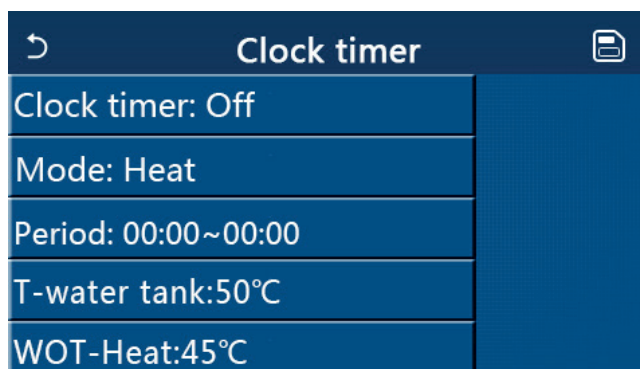 Clock timer
Clock timer: Off
Mode: Heat
Period: 00:00~00:00
T-water tank:50℃
WOT-Heat:45℃